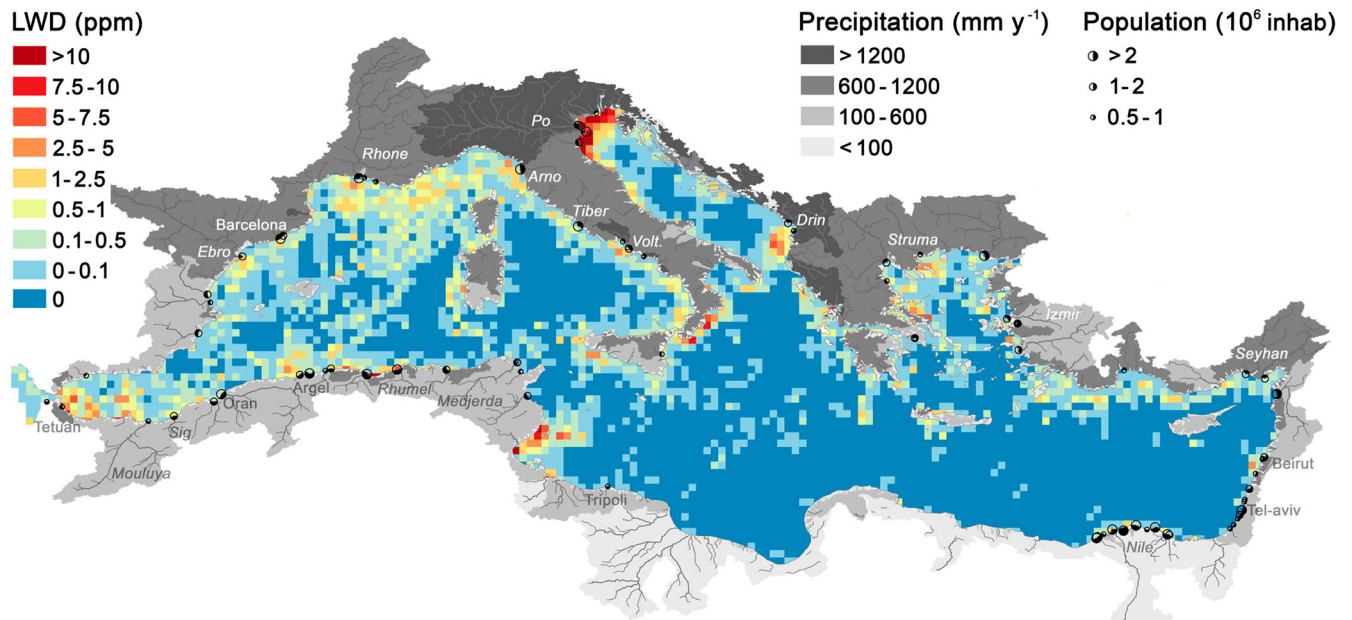 LWD (ppm)
>10
7.5-10
5-7.5
2.5-5
1-2.5
0.5-1
0.1-0.5
0-0.1
0
Precipitation (mm y⁻¹)
>1200
600-1200
100-600
<100
Population (10⁶ inhab)
>2
1-2
0.5-1
Po
Rhone
Arno
Barcelona
Tiber
Drin
Ebro
Volt.
Struma
Izmir
Seyhan
Argel
Rhumel
Oran
Medjerda
Tetuán
Sig
Mouluya
Beirut
Tripoli
Tel-aviv
Nile